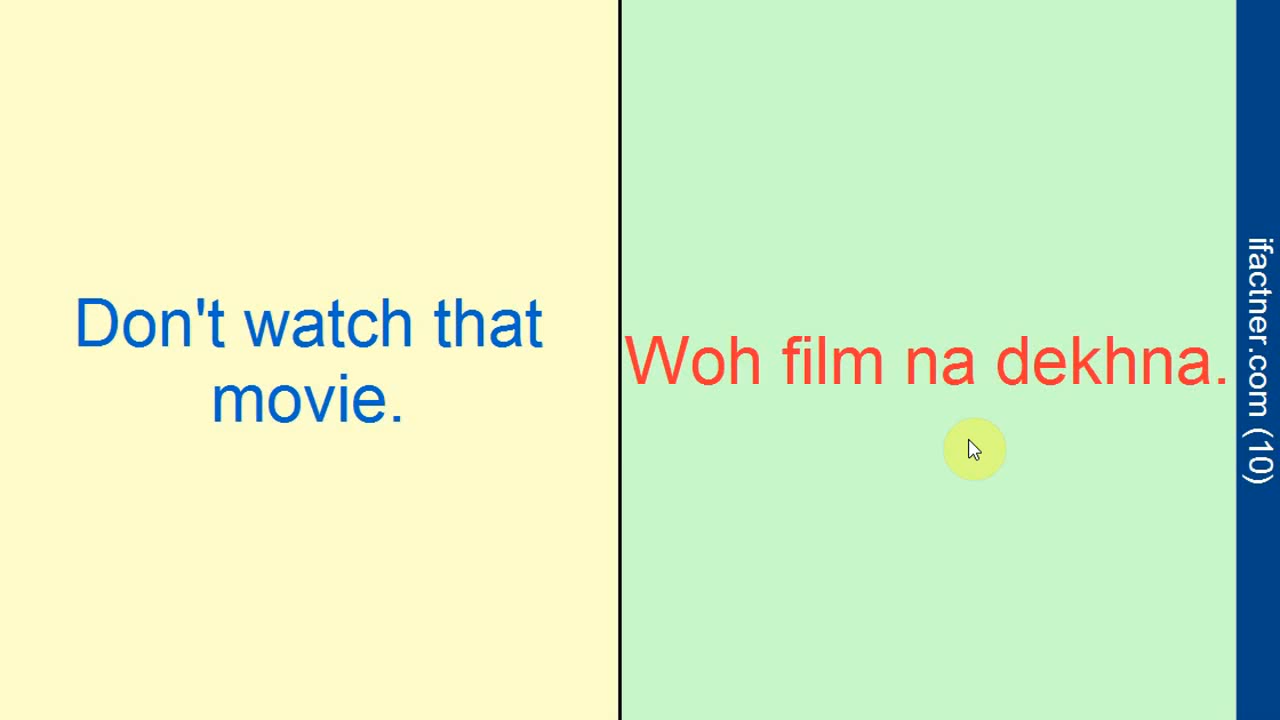 Don't watch that
movie.
Woh film na dekhna.
ifactner.com (10)